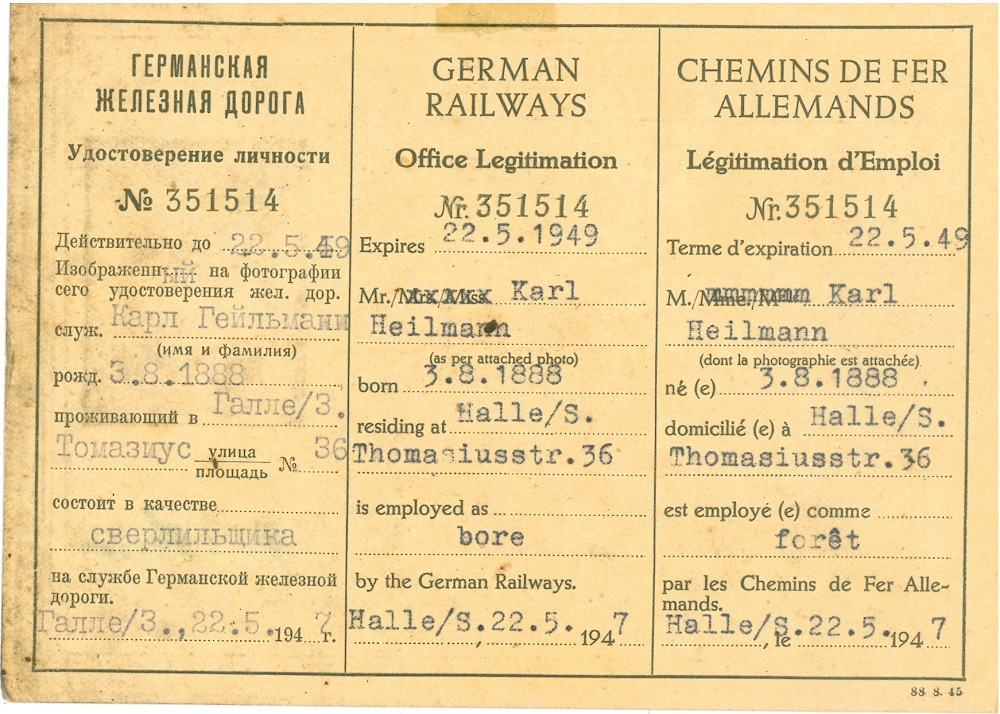 ГЕРМАНСКАЯ
ЖЕЛЕЗНАЯ ДОРОГА
Удостоверение личности
№ 351514
Действительно до 22.5.49
Изображенный на фотографии
сего удостоверения жел. дор.
служ. Карл Гейльманн
(имя и фамилия)
рожд. 3.8.1888
проживающий в Галле/З.
Томазиус улица
площадь № 36
состоит в качестве
сверлильщика
на службе Германской железной
дороги.
Галле/З.,22.5.1947 г.
GERMAN
RAILWAYS
Office Legitimation
Nr. 351514
Expires 22.5.1949
Mr./Mrs./Miss Karl
Heilmann
(as per attached photo)
born 3.8.1888
residing at Halle/S.
Thomasiusstr.36
is employed as
bore
by the German Railways.
Halle/S.22.5., 1947
CHEMINS DE FER
ALLEMANDS
Légitimation d'Emploi
Nr. 351514
Terme d'expiration 22.5.49
M./Mme./Mlle Karl
Heilmann
(dont la photographie est attachée)
né (e) 3.8.1888
domicilié (e) à Halle/S.
Thomasiusstr.36
est employé (e) comme
forêt
par les Chemins de Fer Alle-
mands.
Halle/S.22.5., le 1947
88 8. 45